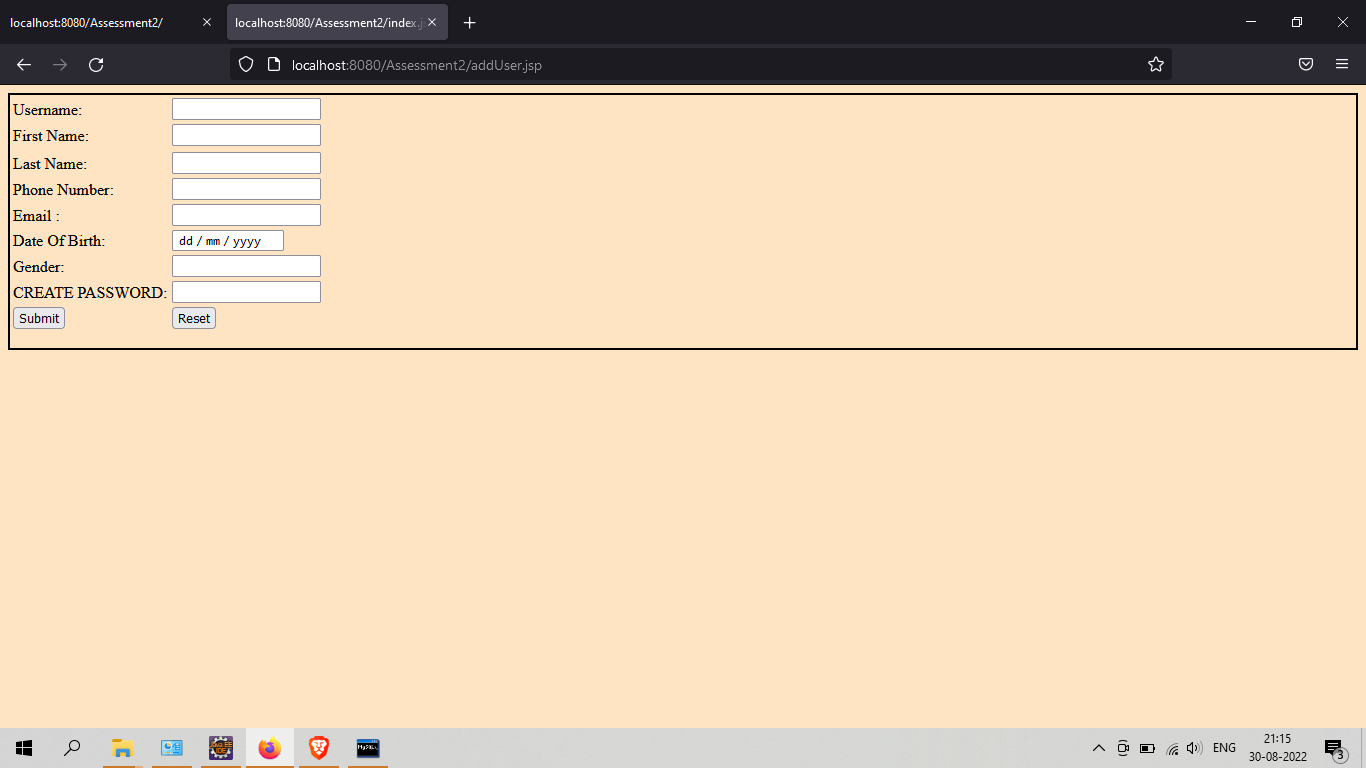 localhost:8080/Assessment2/
localhost:8080/Assessment2/index.j
localhost:8080/Assessment2/addUser.jsp
Username:
First Name:
Last Name:
Phone Number:
Email :
Date Of Birth: dd / mm / yyyy
Gender:
CREATE PASSWORD:
Submit Reset
ENG
21:15
30-08-2022
3